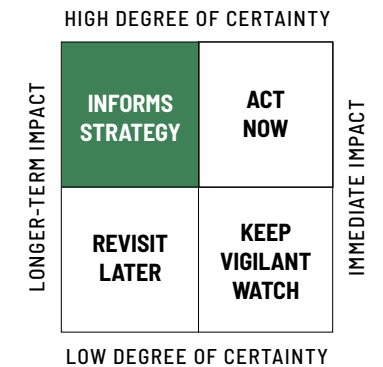 HIGH DEGREE OF CERTAINTY
LONGER-TERM IMPACT
INFORMS
STRATEGY
ACT
NOW
IMMEDIATE IMPACT
REVISIT
LATER
KEEP
VIGILANT
WATCH
LOW DEGREE OF CERTAINTY